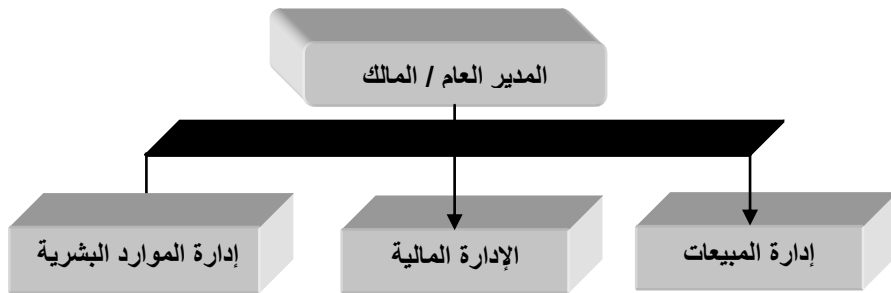 المدير العام / المالك
إدارة المبيعات
الإدارة المالية
إدارة الموارد البشرية